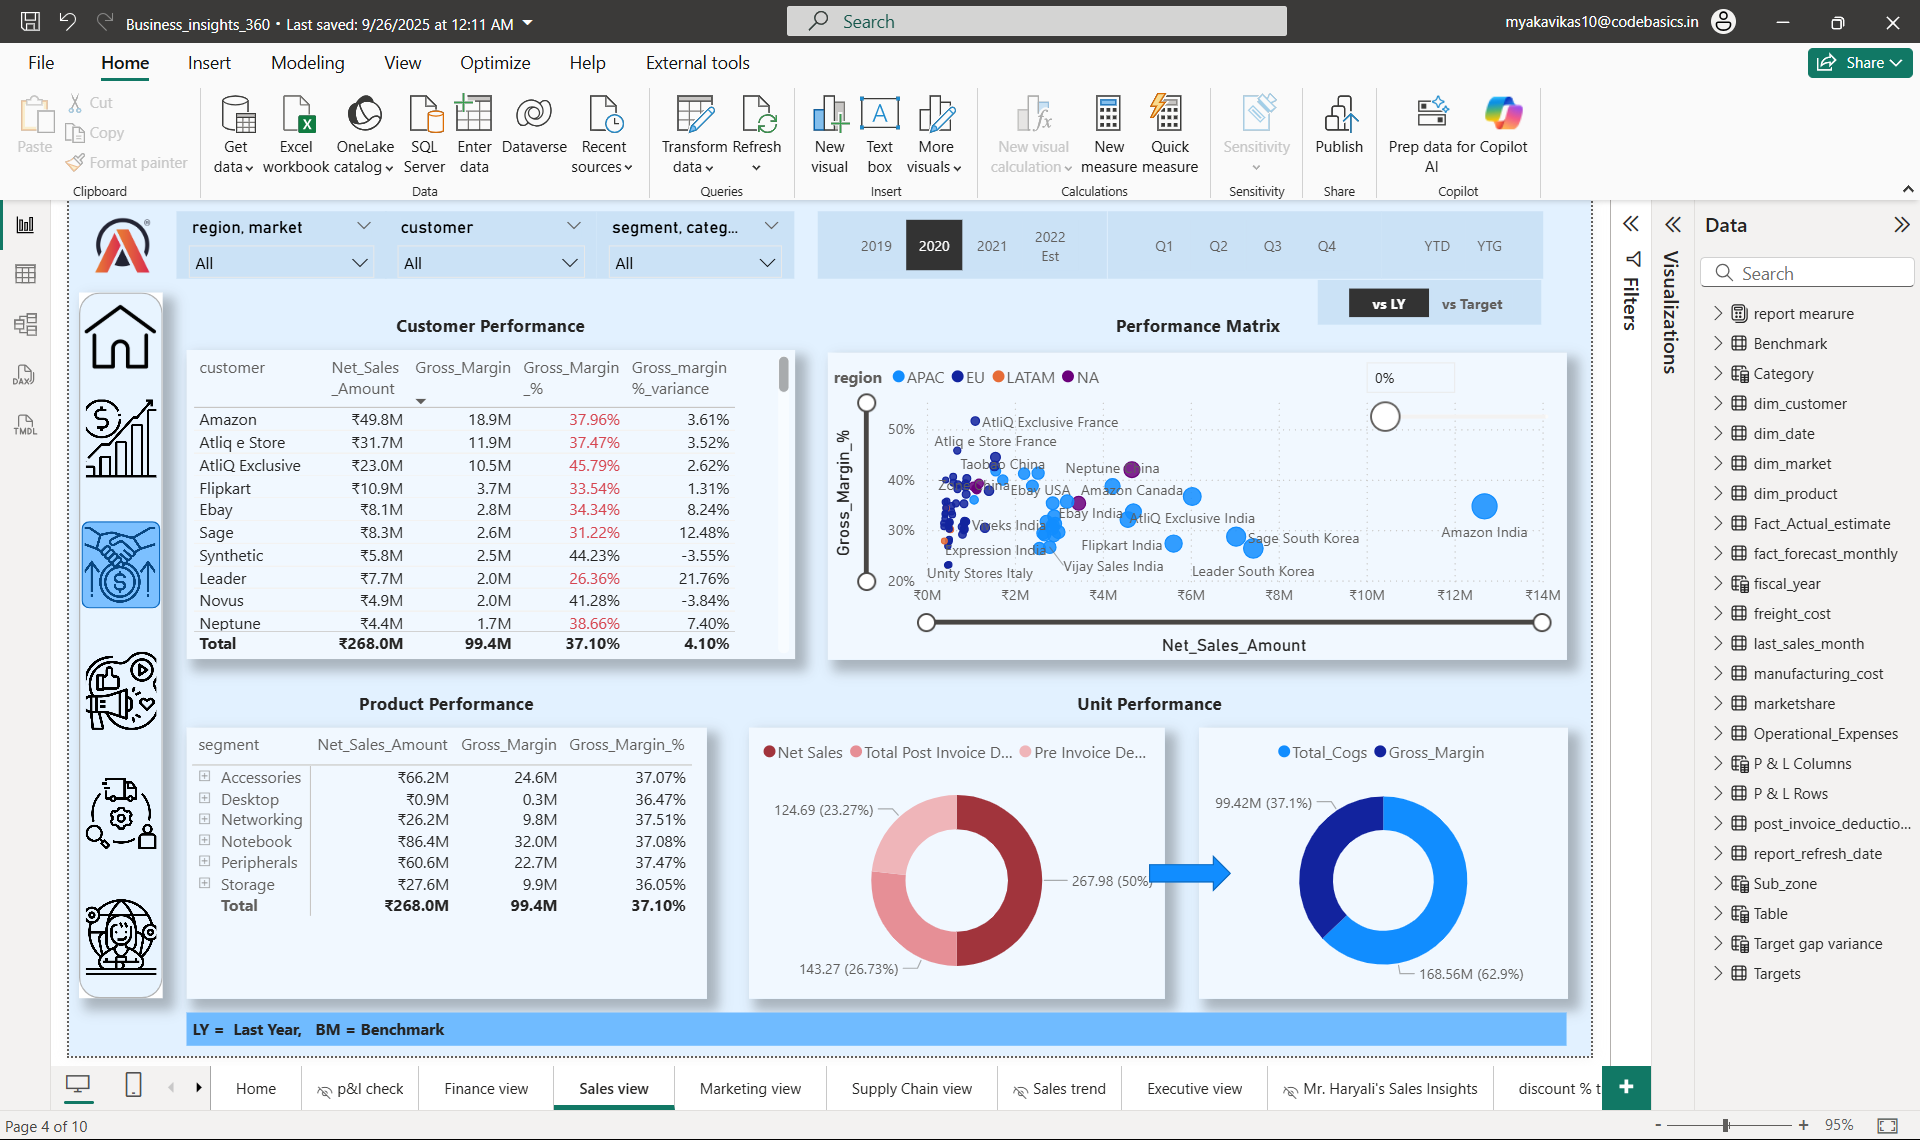 Business_insights_360 • Last saved: 9/26/2025 at 12:11 AM
Search
myakavikas10@codebasics.in
File Home Insert Modeling View Optimize Help External tools
Share
Paste
Cut
Copy
Format painter
Clipboard
Get data
Excel workbook
OneLake catalog
SQL Server
Enter data
Dataverse
Recent sources
Data
Transform data
Refresh
Queries
New visual
Text box
More visuals
Insert
New visual calculation
New measure
Quick measure
Calculations
Sensitivity
Sensitivity
Publish
Share
Prep data for AI
Copilot
Copilot
DAX
TMDL
region, market
All
customer
All
segment, categ...
All
2019 2020 2021 2022 Est
Q1 Q2 Q3 Q4
YTD YTG
vs LY vs Target
Customer Performance
customer Net_Sales_Amount Gross_Margin Gross_Margin_% Gross_margin%_variance
Amazon ₹49.8M 18.9M 37.96% 3.61%
Atliq e Store ₹31.7M 11.9M 37.47% 3.52%
AtliQ Exclusive ₹23.0M 10.5M 45.79% 2.62%
Flipkart ₹10.9M 3.7M 33.54% 1.31%
Ebay ₹8.1M 2.8M 34.34% 8.24%
Sage ₹8.3M 2.6M 31.22% 12.48%
Synthetic ₹5.8M 2.5M 44.23% -3.55%
Leader ₹7.7M 2.0M 26.36% 21.76%
Novus ₹4.9M 2.0M 41.28% -3.84%
Neptune ₹4.4M 1.7M 38.66% 7.40%
Total ₹268.0M 99.4M 37.10% 4.10%
Performance Matrix
region APAC EU LATAM NA
0%
Gross_Margin_%
50%
40%
30%
20%
AtliQ Exclusive France
Atliq e Store France
Taobao China
Neptune China
Ebay USA
Amazon Canada
Ebay India
AtliQ Exclusive India
Viveks India
Amazon India
Sage South Korea
Flipkart India
Expression India
Vijay Sales India
Leader South Korea
Unity Stores Italy
₹0M ₹2M ₹4M ₹6M ₹8M ₹10M ₹12M ₹14M
Net_Sales_Amount
Product Performance
segment Net_Sales_Amount Gross_Margin Gross_Margin_%
Accessories ₹66.2M 24.6M 37.07%
Desktop ₹0.9M 0.3M 36.47%
Networking ₹26.2M 9.8M 37.51%
Notebook ₹86.4M 32.0M 37.08%
Peripherals ₹60.6M 22.7M 37.47%
Storage ₹27.6M 9.9M 36.05%
Total ₹268.0M 99.4M 37.10%
Unit Performance
Net Sales Total Post Invoice D... Pre Invoice De...
124.69 (23.27%)
267.98 (50%)
143.27 (26.73%)
Total_Cogs Gross_Margin
99.42M (37.1%)
168.56M (62.9%)
LY = Last Year, BM = Benchmark
Filters
Visualizations
Data
Search
report mearure
Benchmark
Category
dim_customer
dim_date
dim_market
dim_product
Fact_Actual_estimate
fact_forecast_monthly
fiscal_year
freight_cost
last_sales_month
manufacturing_cost
marketshare
Operational_Expenses
P & L Columns
P & L Rows
post_invoice_deductio...
report_refresh_date
Sub_zone
Table
Target gap variance
Targets
Home p&l check Finance view Sales view Marketing view Supply Chain view Sales trend Executive view Mr. Haryali's Sales Insights discount % t
Page 4 of 10
95%